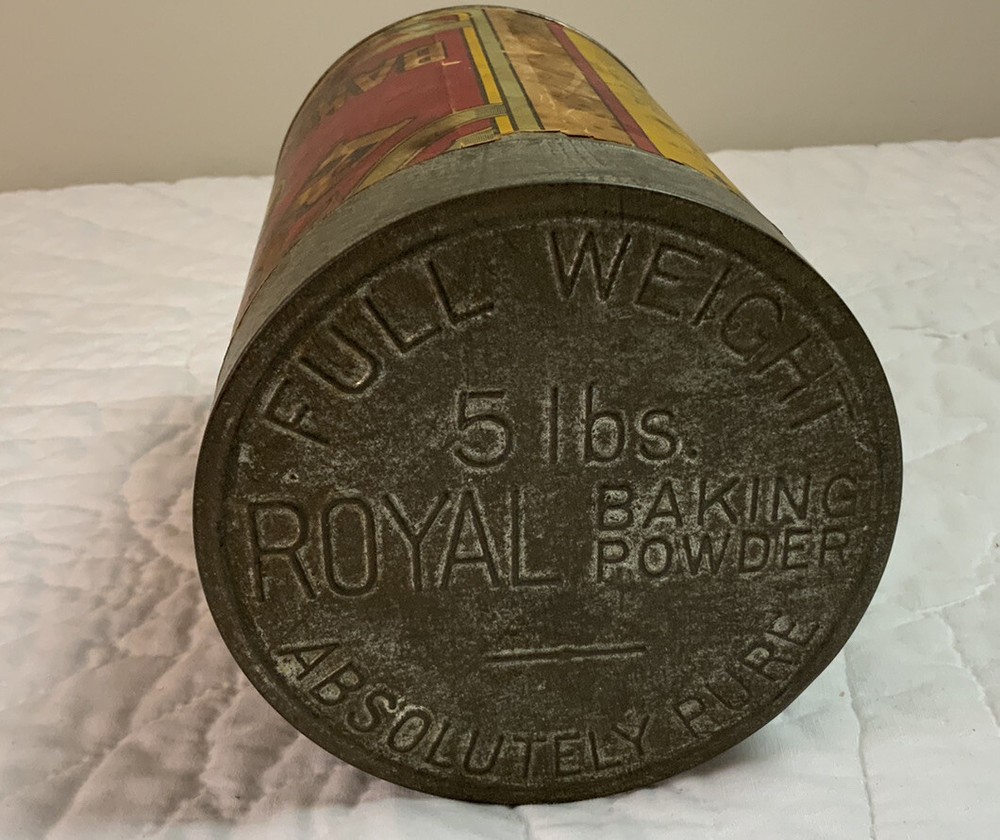 FULL WEIGHT
5 lbs.
ROYAL BAKING
POWDER
ABSOLUTELY PURE